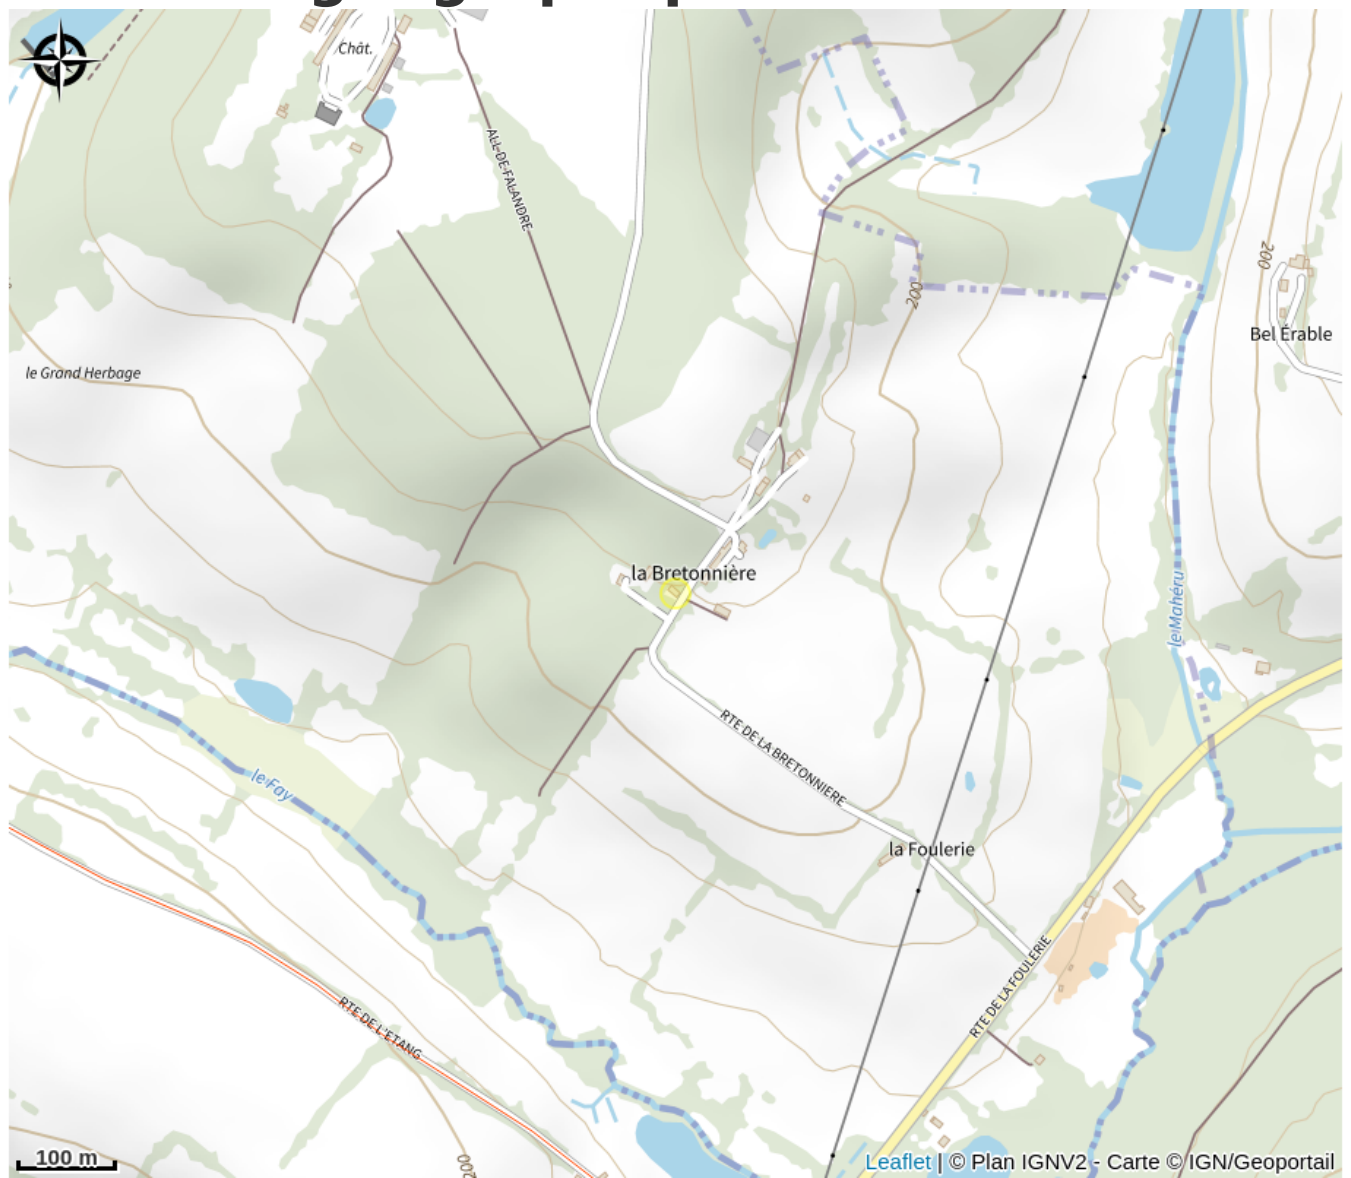 Chât.
ALL DE FALANDRE
200
200
Bel Érable
le Grand Herbage
la Bretonnière
le Mahéru
RTE DE LA BRETONNIERE
le Fay
la Foulerie
RTE DE LA FOULERIE
RTE DE L'ETANG
200
100 m
Leaflet | © Plan IGNV2 - Carte © IGN/Geoportail